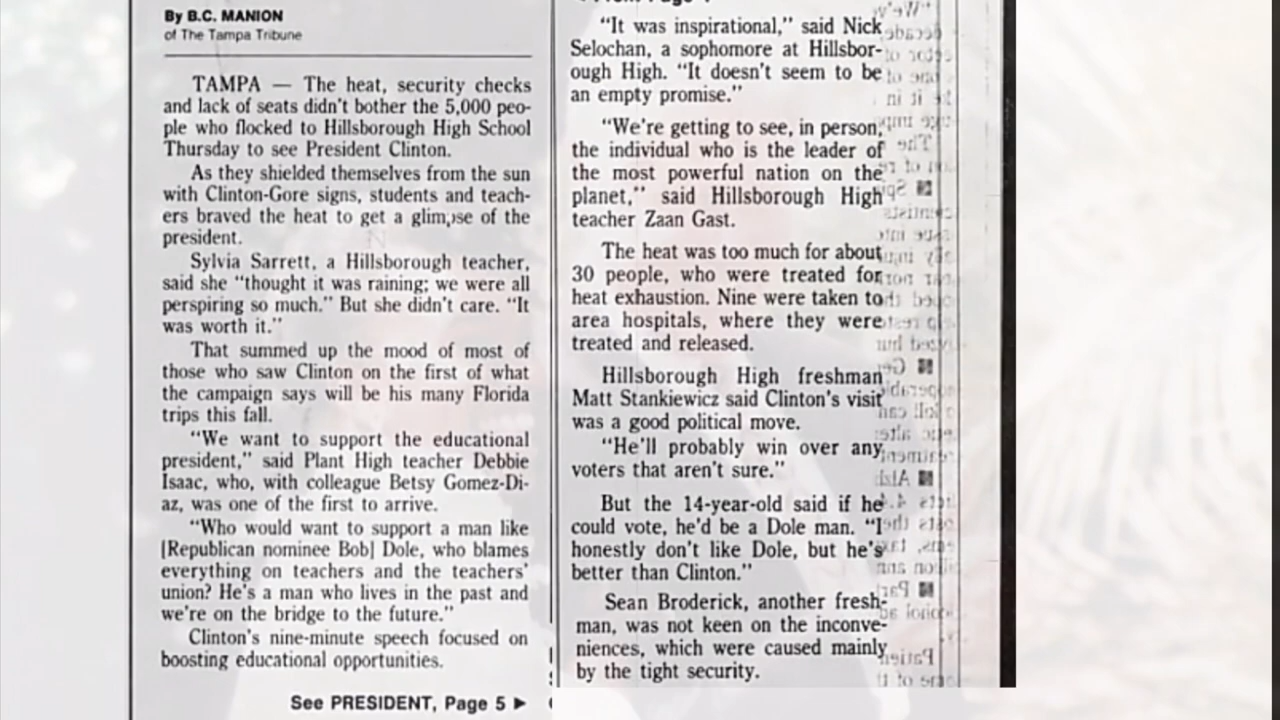 By B.C. MANION
of The Tampa Tribune
TAMPA — The heat, security checks
and lack of seats didn't bother the 5,000 peo-
ple who flocked to Hillsborough High School
Thursday to see President Clinton.
As they shielded themselves from the sun
with Clinton-Gore signs, students and teach-
ers braved the heat to get a glimpse of the
president.
Sylvia Sarrett, a Hillsborough teacher,
said she "thought it was raining; we were all
perspiring so much." But she didn't care. "It
was worth it."
That summed up the mood of most of
those who saw Clinton on the first of what
the campaign says will be his many Florida
trips this fall.
"We want to support the educational
president," said Plant High teacher Debbie
Isaac, who, with colleague Betsy Gomez-Di-
az, was one of the first to arrive.
"Who would want to support a man like
[Republican nominee Bob] Dole, who blames
everything on teachers and the teachers'
union? He's a man who lives in the past and
we're on the bridge to the future."
Clinton's nine-minute speech focused on
boosting educational opportunities.
See PRESIDENT, Page 5 ►
"It was inspirational," said Nick
Selochan, a sophomore at Hillsbor-
ough High. "It doesn't seem to be
an empty promise."
"We're getting to see, in person,
the individual who is the leader of
the most powerful nation on the
planet," said Hillsborough High
teacher Zaan Gast.
The heat was too much for about
30 people, who were treated for
heat exhaustion. Nine were taken to
area hospitals, where they were
treated and released.
Hillsborough High freshman
Matt Stankiewicz said Clinton's visit
was a good political move.
"He'll probably win over any
voters that aren't sure."
But the 14-year-old said if he
could vote, he'd be a Dole man. "I
honestly don't like Dole, but he's
better than Clinton."
Sean Broderick, another fresh-
man, was not keen on the inconve-
niences, which were caused mainly
by the tight security.